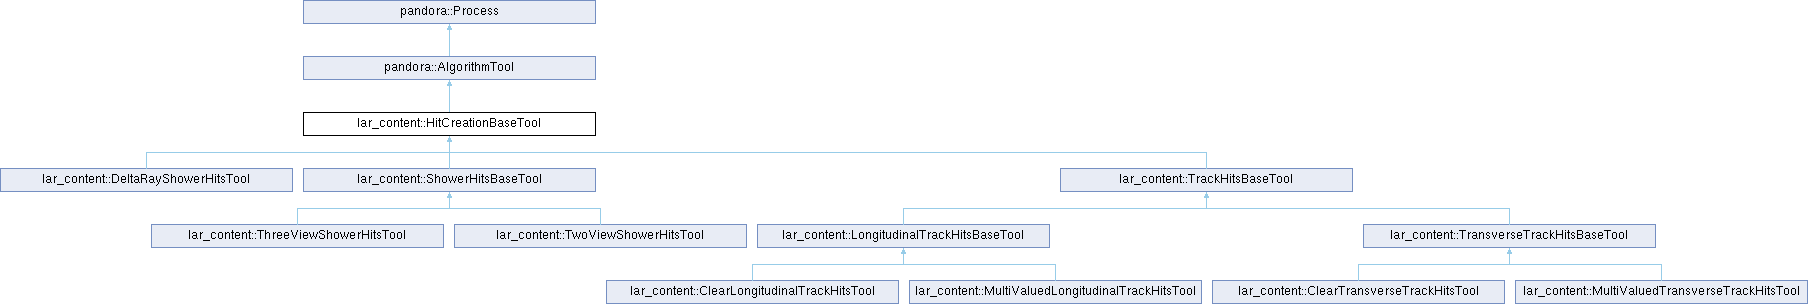 pandora::Process
pandora::AlgorithmTool
lar_content::HitCreationBaseTool
lar_content::DeltaRayShowerHitsTool
lar_content::ShowerHitsBaseTool
lar_content::TrackHitsBaseTool
lar_content::ThreeViewShowerHitsTool
lar_content::TwoViewShowerHitsTool
lar_content::LongitudinalTrackHitsBaseTool
lar_content::TransverseTrackHitsBaseTool
lar_content::ClearLongitudinalTrackHitsTool
lar_content::MultiValuedLongitudinalTrackHitsTool
lar_content::ClearTransverseTrackHitsTool
lar_content::MultiValuedTransverseTrackHitsTool